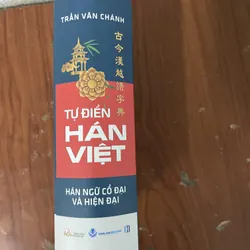 TRẦN VĂN CHÁNH
古今漢越語字典
TỰ ĐIỂN
HÁN
VIỆT
HÁN NGỮ CỔ ĐẠI
VÀ HIỆN ĐẠI